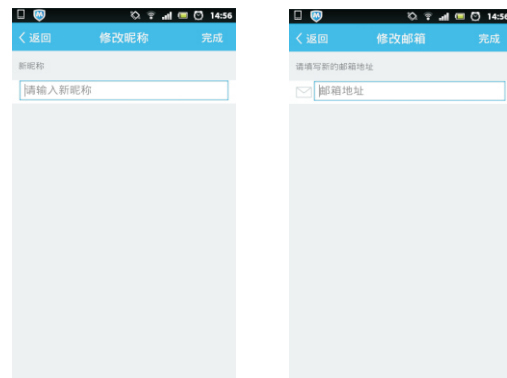 14:56
返回 修改昵称 完成
新昵称
请输入新昵称
14:56
返回 修改邮箱 完成
请填写新的邮箱地址
邮箱地址